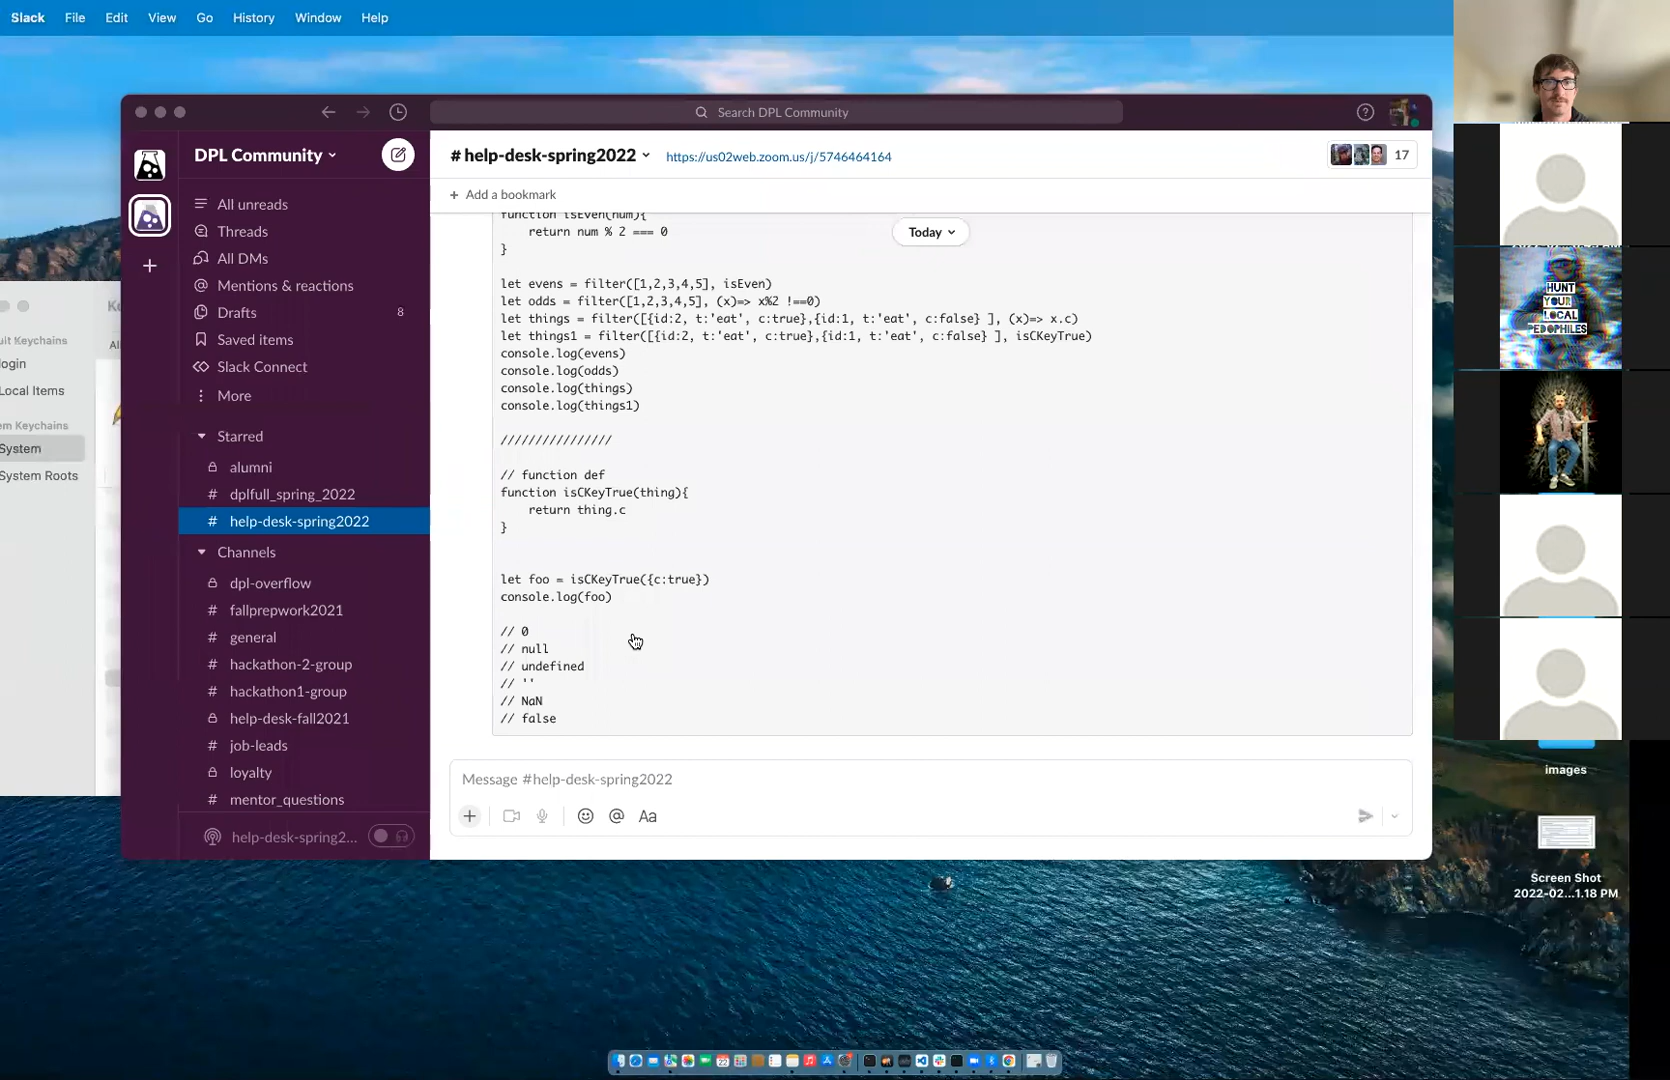 Slack File Edit View Go History Window Help
Search DPL Community
DPL Community
# help-desk-spring2022
https://us02web.zoom.us/j/5746464164
17
+ Add a bookmark
All unreads
Threads
All DMs
Mentions & reactions
Drafts 8
Saved items
Slack Connect
More
Starred
alumni
# dplfull_spring_2022
# help-desk-spring2022
Channels
dpl-overflow
# fallprepwork2021
# general
# hackathon-2-group
# hackathon1-group
help-desk-fall2021
# job-leads
loyalty
# mentor_questions
help-desk-spring2...
Today
function isEven(num){
return num % 2 === 0
}
let evens = filter([1,2,3,4,5], isEven)
let odds = filter([1,2,3,4,5], (x)=> x%2 !==0)
let things = filter([{id:2, t:'eat', c:true},{id:1, t:'eat', c:false} ], (x)=> x.c)
let things1 = filter([{id:2, t:'eat', c:true},{id:1, t:'eat', c:false} ], isCKeyTrue)
console.log(evens)
console.log(odds)
console.log(things)
console.log(things1)
////////////////
// function def
function isCKeyTrue(thing){
return thing.c
}
let foo = isCKeyTrue({c:true})
console.log(foo)
// 0
// null
// undefined
// ''
// NaN
// false
Message #help-desk-spring2022
Aa
Keychains
login
Local Items
Keychains
System
System Roots
HUNT
YOUR
LOCAL
PEDOPHILES
images
Screen Shot
2022-02...1.18 PM